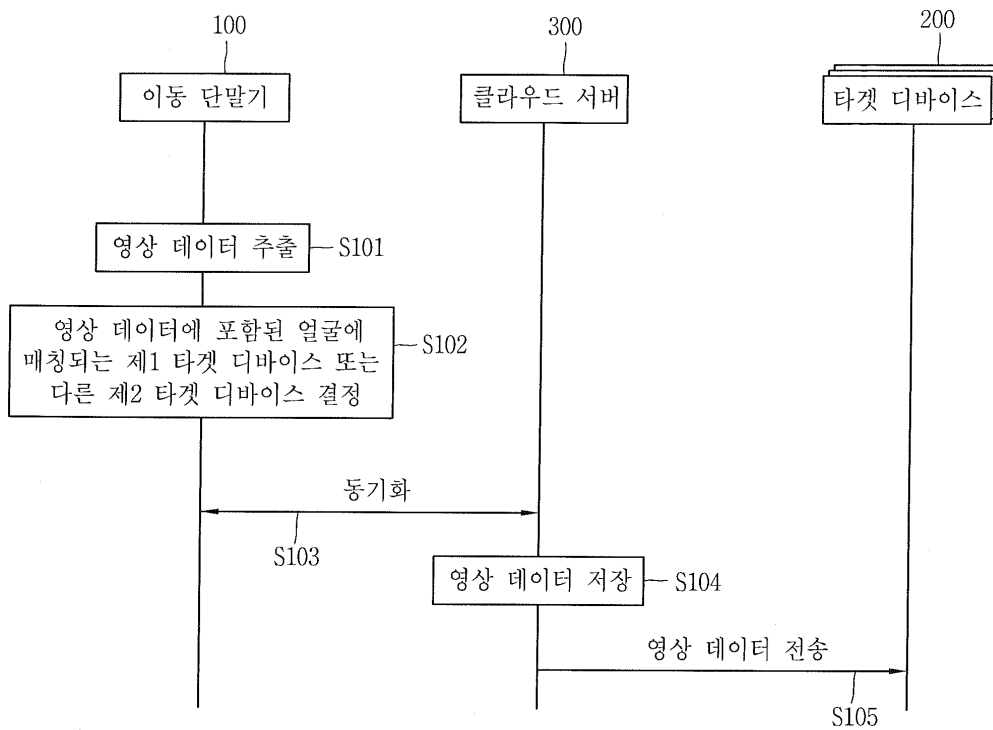 100
300
200
이동 단말기
클라우드 서버
타겟 디바이스
영상 데이터 추출
S101
영상 데이터에 포함된 얼굴에
매칭되는 제1 타겟 디바이스 또는
다른 제2 타겟 디바이스 결정
S102
동기화
S103
영상 데이터 저장
S104
영상 데이터 전송
S105